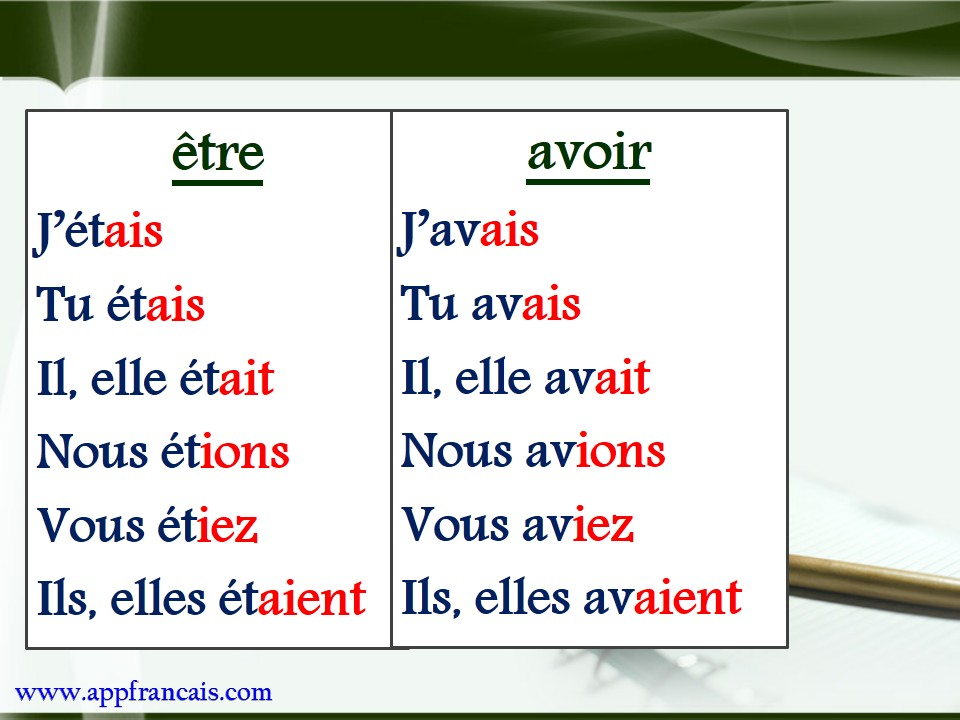 être
J’étais
Tu étais
Il, elle était
Nous étions
Vous étiez
Ils, elles étaient
avoir
J’avais
Tu avais
Il, elle avait
Nous avions
Vous aviez
Ils, elles avaient
www.appfrancais.com